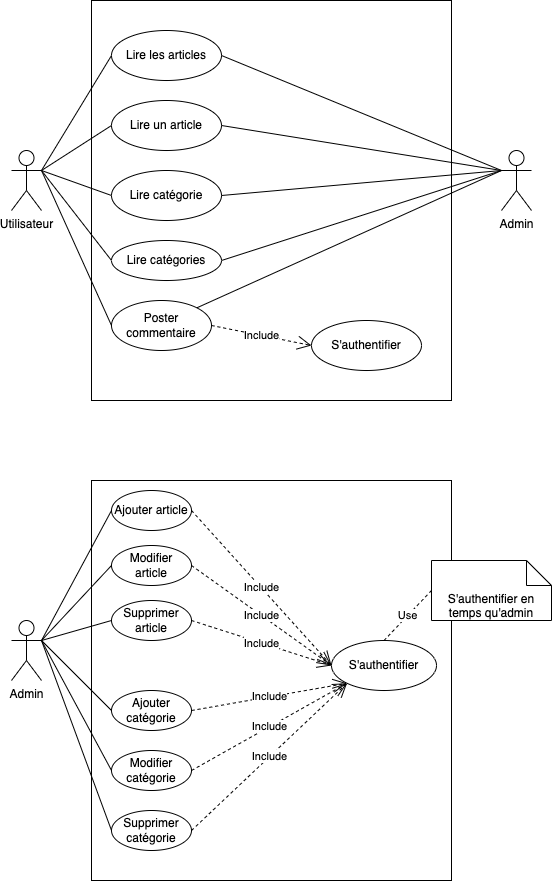 Lire les articles
Lire un article
Utilisateur
Admin
Lire catégorie
Lire catégories
Poster
commentaire
Include
S'authentifier
Ajouter article
Modifier
article
Include
S'authentifier en
temps qu'admin
Supprimer
article
Include
Use
Include
Admin
S'authentifier
Ajouter
catégorie
Include
Include
Modifier
catégorie
Include
Supprimer
catégorie